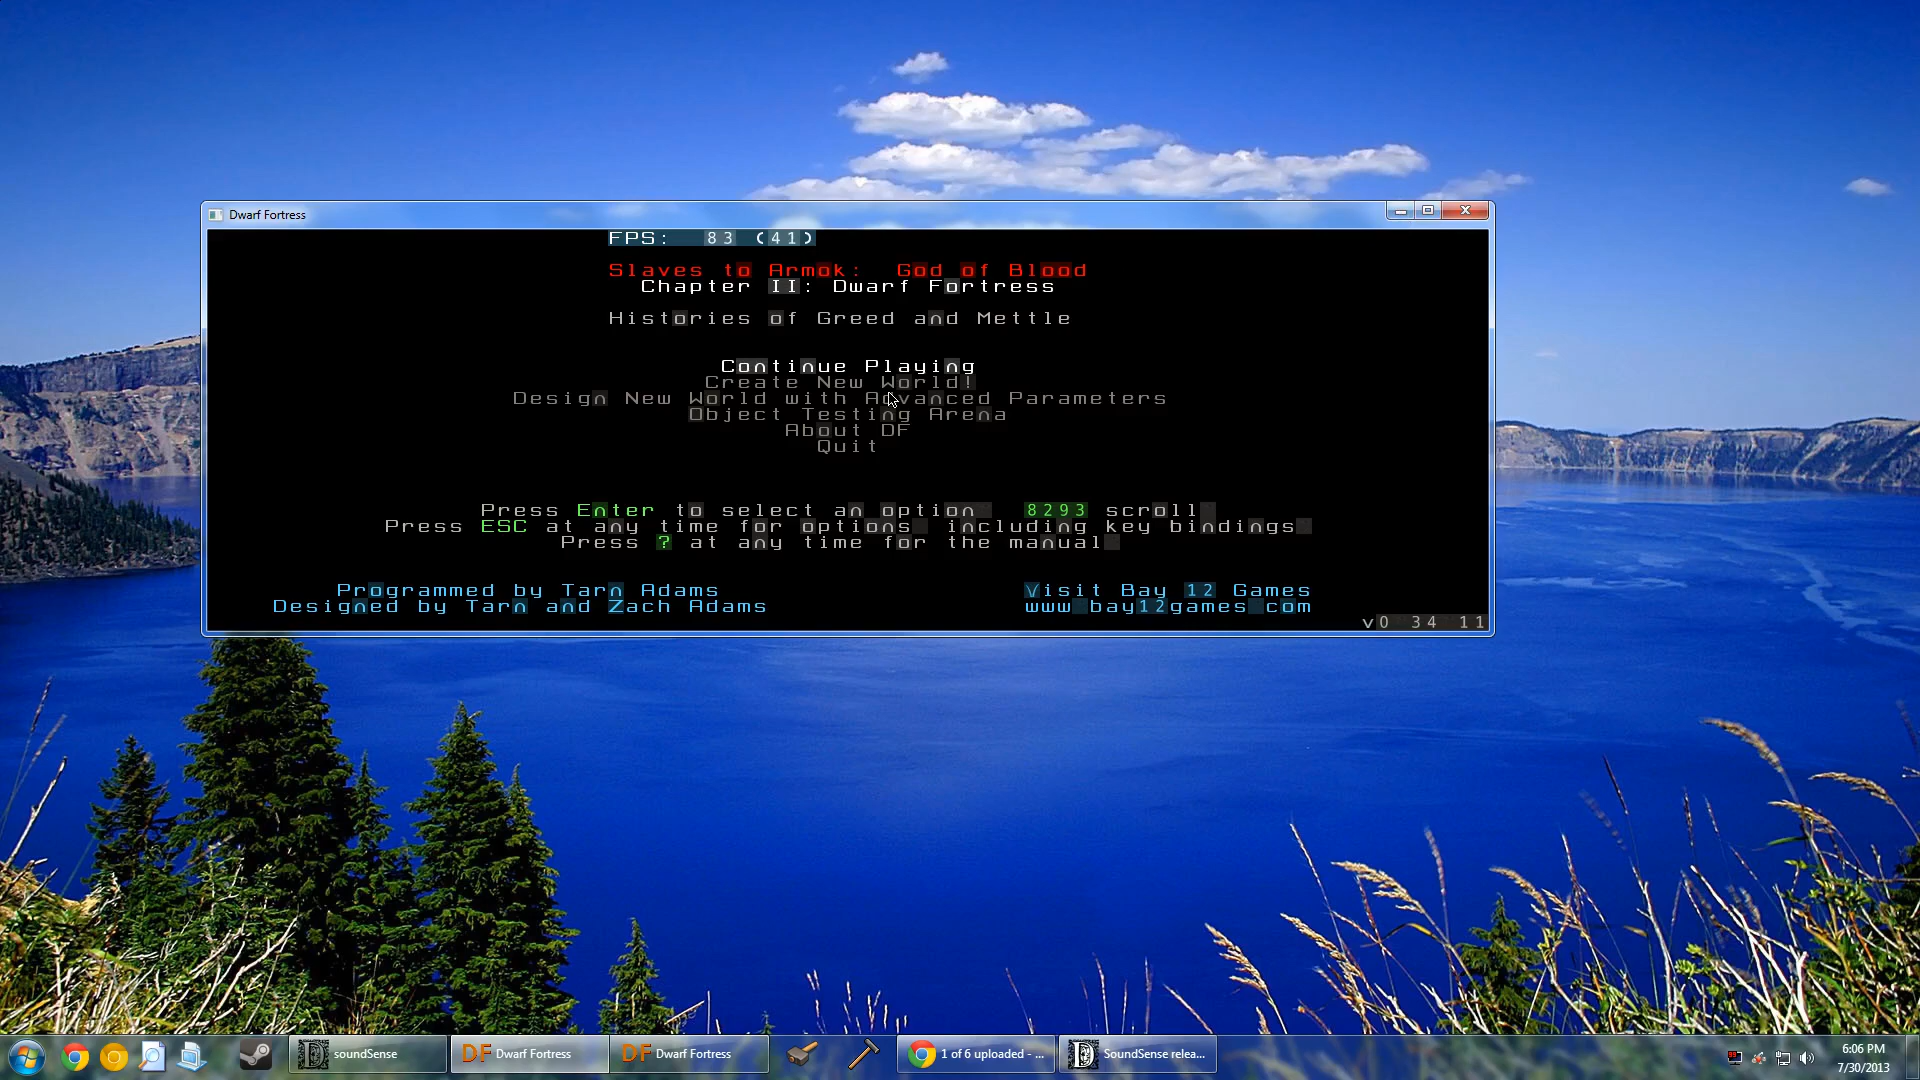 Dwarf Fortress
FPS: 83 (41)
Slaves to Armok: God of Blood
Chapter II: Dwarf Fortress
Histories of Greed and Mettle
Continue Playing
Create New World!
Design New World with Advanced Parameters
Object Testing Arena
About DF
Quit
Press Enter to select an option 8293 scroll
Press ESC at any time for options including key bindings
Press ? at any time for the manual
Programmed by Tarn Adams
Designed by Tarn and Zach Adams
Visit Bay 12 Games
www bay12games com
v0 34 11
soundSense
DF Dwarf Fortress
DF Dwarf Fortress
1 of 6 uploaded - ...
SoundSense relea...
6:06 PM
7/30/2013